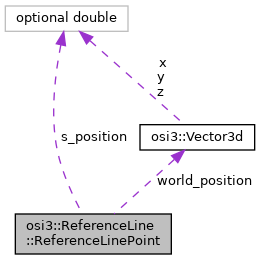 optional double
x
y
z
s_position
osi3::Vector3d
world_position
osi3::ReferenceLine
::ReferenceLinePoint